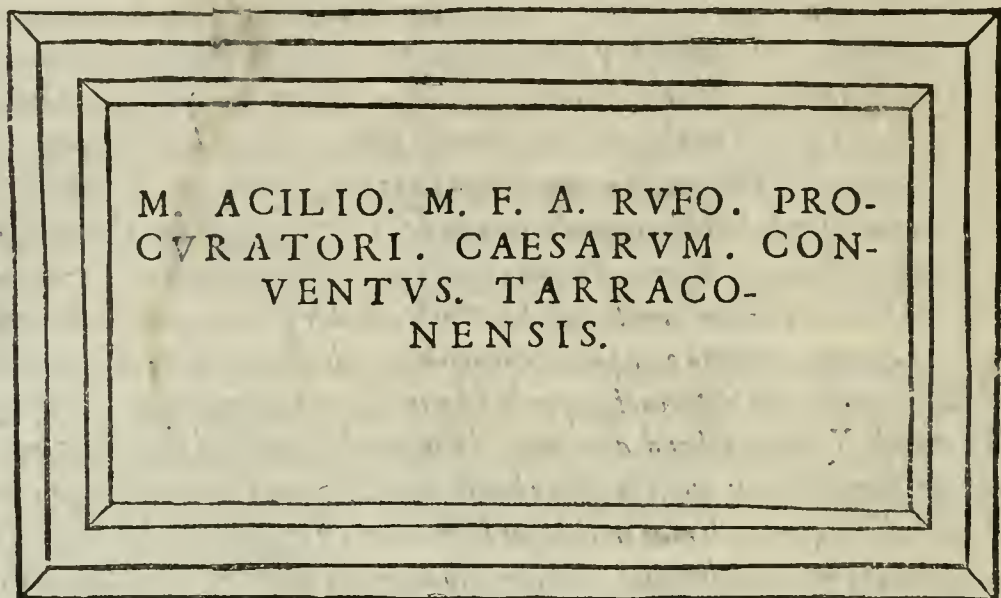 M. ACILIO. M. F. A. RVFO. PRO-
CVRATORI. CAESARVM. CON-
VENTVS. TARRACO-
NENSIS.